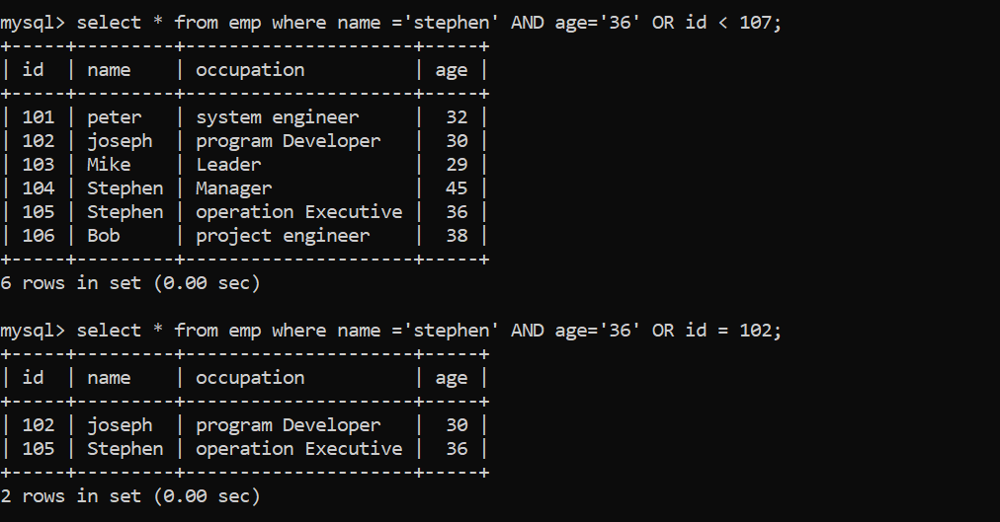 mysql> select * from emp where name ='stephen' AND age='36' OR id < 107;
+-----+---------+---------------------+-----+
| id  | name    | occupation          | age |
+-----+---------+---------------------+-----+
| 101 | peter   | system engineer     |  32 |
| 102 | joseph  | program Developer   |  30 |
| 103 | Mike    | Leader              |  29 |
| 104 | Stephen | Manager             |  45 |
| 105 | Stephen | operation Executive |  36 |
| 106 | Bob     | project engineer    |  38 |
+-----+---------+---------------------+-----+
6 rows in set (0.00 sec)

mysql> select * from emp where name ='stephen' AND age='36' OR id = 102;
+-----+---------+---------------------+-----+
| id  | name    | occupation          | age |
+-----+---------+---------------------+-----+
| 102 | joseph  | program Developer   |  30 |
| 105 | Stephen | operation Executive |  36 |
+-----+---------+---------------------+-----+
2 rows in set (0.00 sec)